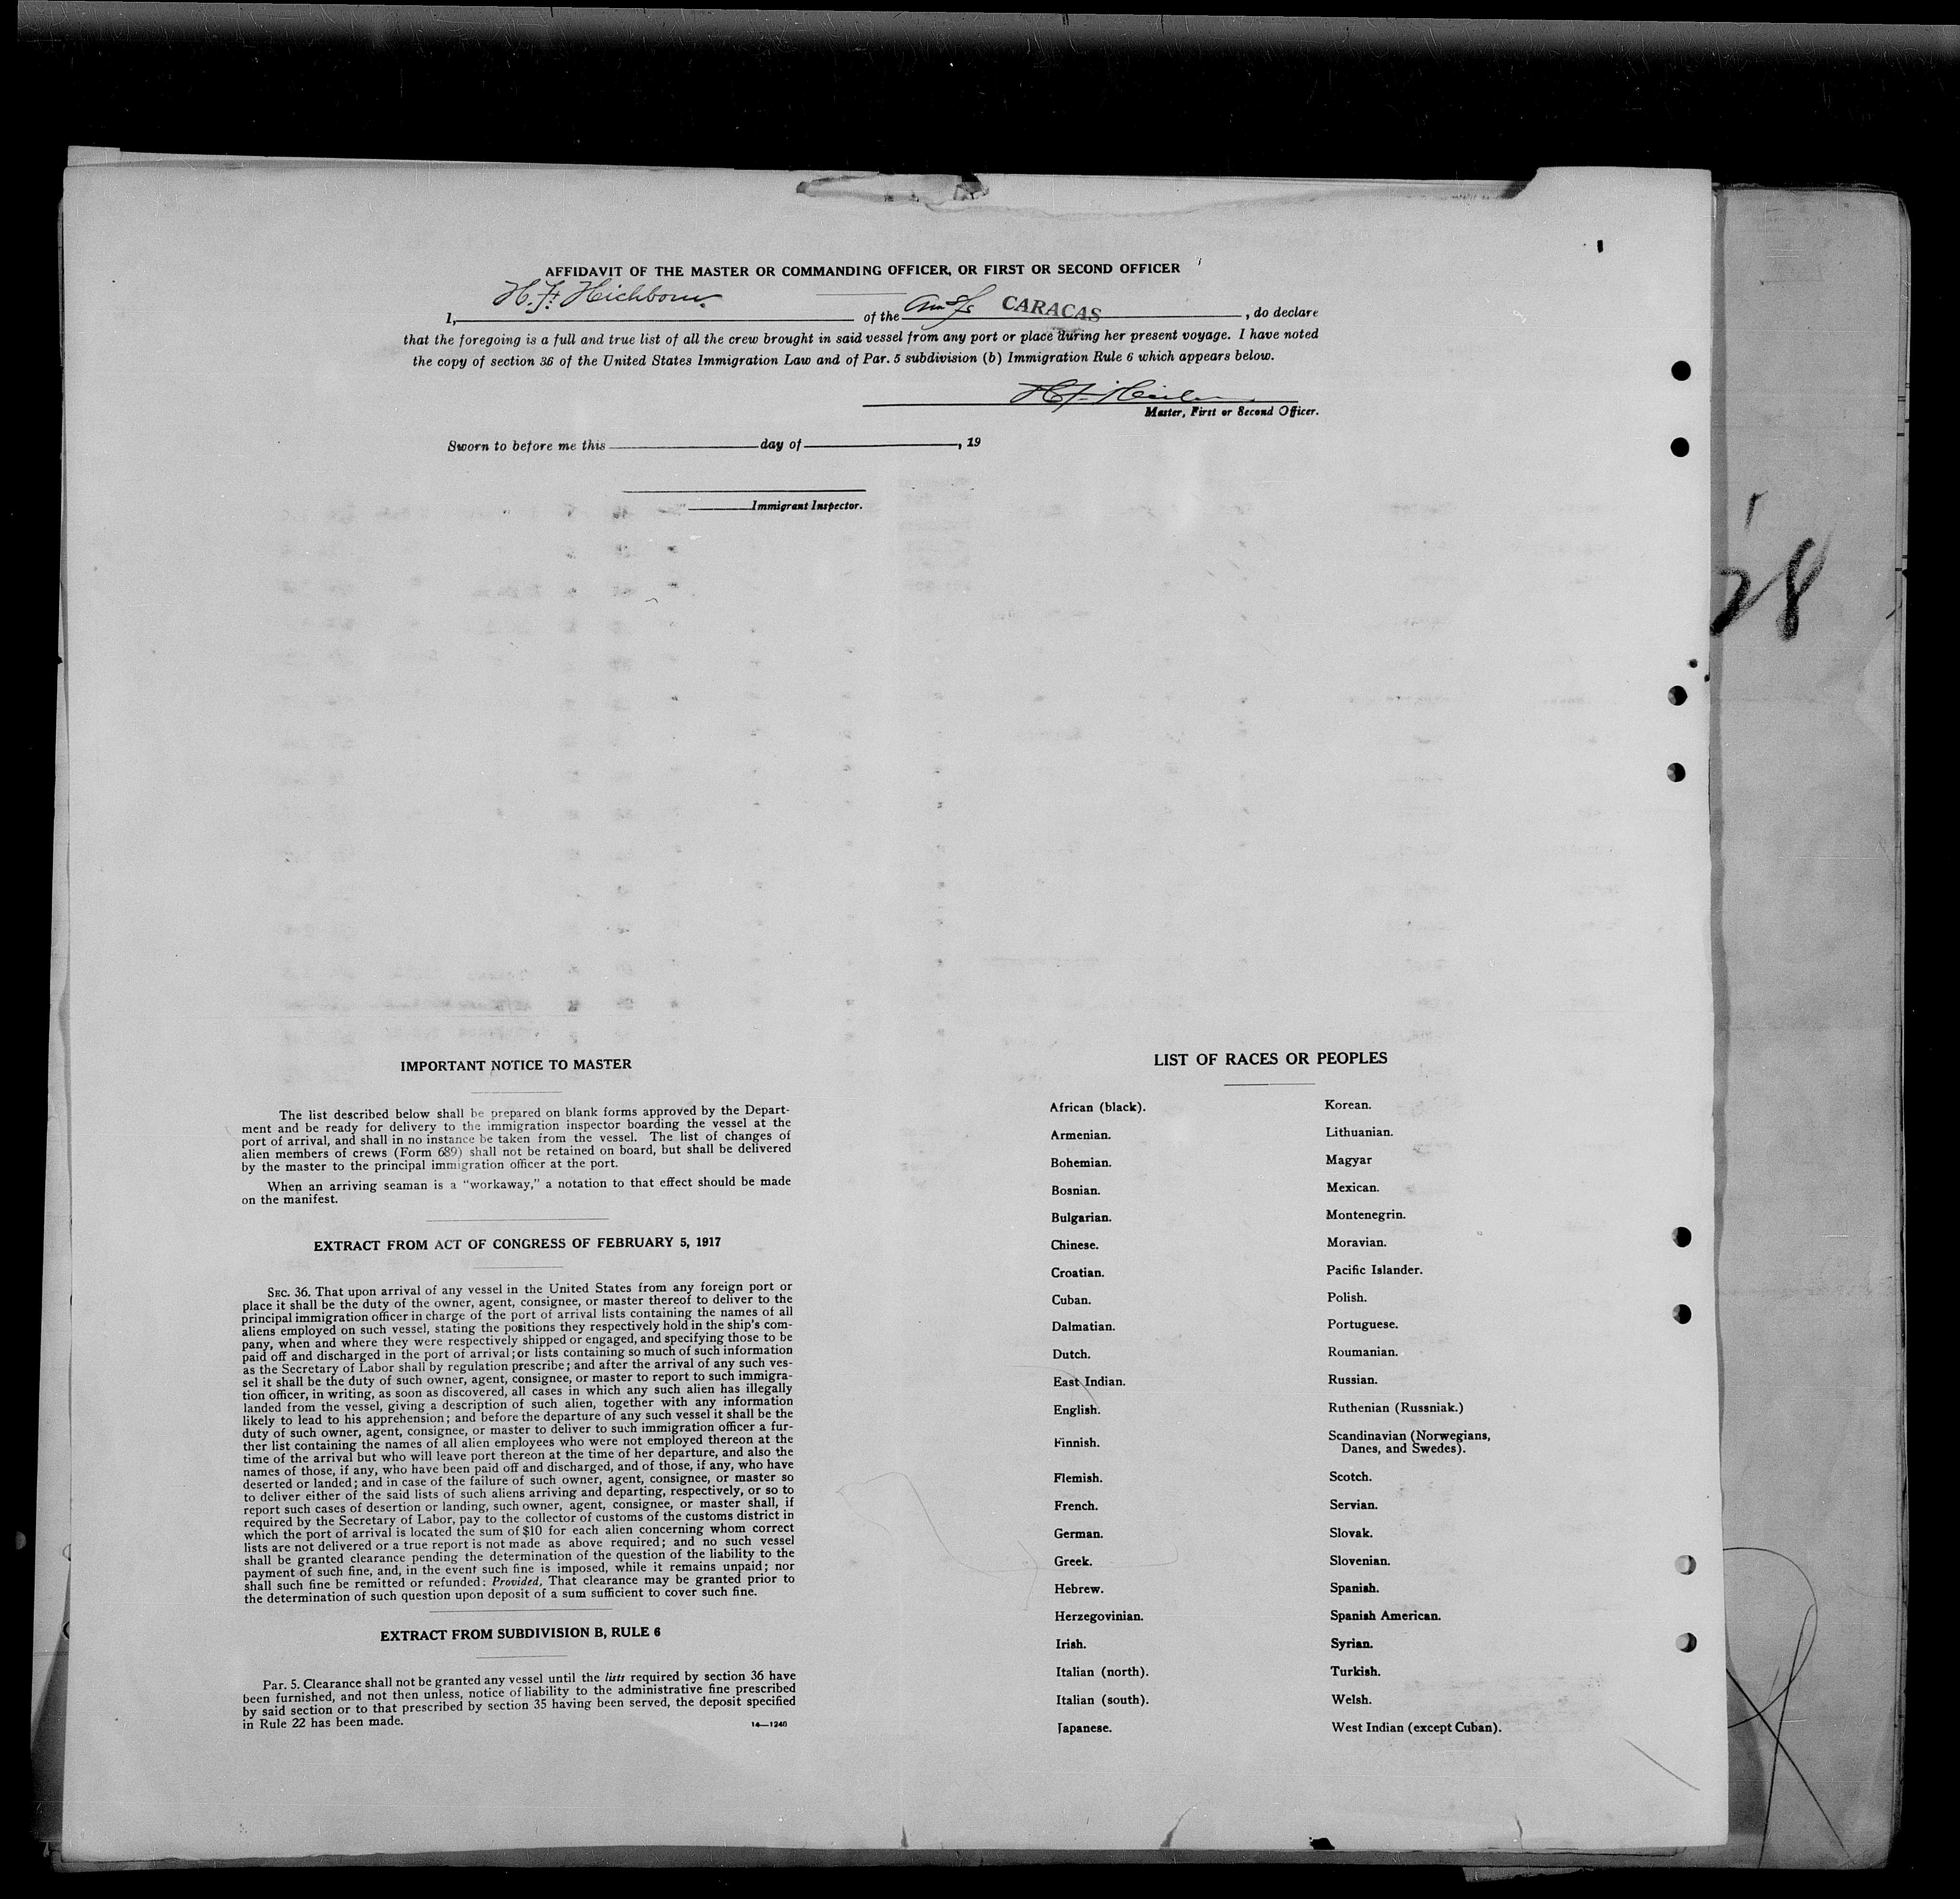 AFFIDAVIT OF THE MASTER OR COMMANDING OFFICER, OR FIRST OR SECOND OFFICER
I, H. F. Hichborn. of the Am S/S CARACAS, do declare
that the foregoing is a full and true list of all the crew brought in said vessel from any port or place during her present voyage. I have noted
the copy of section 36 of the United States Immigration Law and of Par. 5 subdivision (b) Immigration Rule 6 which appears below.
Master, First or Second Officer.
Sworn to before me this day of , 19
Immigrant Inspector.
28
IMPORTANT NOTICE TO MASTER
The list described below shall be prepared on blank forms approved by the Depart-
ment and be ready for delivery to the immigration inspector boarding the vessel at the
port of arrival, and shall in no instance be taken from the vessel. The list of changes of
alien members of crews (Form 689) shall not be retained on board, but shall be delivered
by the master to the principal immigration officer at the port.
When an arriving seaman is a "workaway," a notation to that effect should be made
on the manifest.
EXTRACT FROM ACT OF CONGRESS OF FEBRUARY 5, 1917
SEC. 36. That upon arrival of any vessel in the United States from any foreign port or
place it shall be the duty of the owner, agent, consignee, or master thereof to deliver to the
principal immigration officer in charge of the port of arrival lists containing the names of all
aliens employed on such vessel, stating the positions they respectively hold in the ship's com-
pany, when and where they were respectively shipped or engaged, and specifying those to be
paid off and discharged in the port of arrival; or lists containing so much of such information
as the Secretary of Labor shall by regulation prescribe; and after the arrival of any such ves-
sel it shall be the duty of such owner, agent, consignee, or master to report to such immigra-
tion officer, in writing, as soon as discovered, all cases in which any such alien has illegally
landed from the vessel, giving a description of such alien, together with any information
likely to lead to his apprehension; and before the departure of any such vessel it shall be the
duty of such owner, agent, consignee, or master to deliver to such immigration officer a fur-
ther list containing the names of all alien employees who were not employed thereon at the
time of the arrival but who will leave port thereon at the time of her departure, and also the
names of those, if any, who have been paid off and discharged, and of those, if any, who have
deserted or landed; and in case of the failure of such owner, agent, consignee, or master so
to deliver either of the said lists of such aliens arriving and departing, respectively, or so to
report such cases of desertion or landing, such owner, agent, consignee, or master shall, if
required by the Secretary of Labor, pay to the collector of customs of the customs district in
which the port of arrival is located the sum of $10 for each alien concerning whom correct
lists are not delivered or a true report is not made as above required; and no such vessel
shall be granted clearance pending the determination of the question of the liability to the
payment of such fine, and, in the event such fine is imposed, while it remains unpaid; nor
shall such fine be remitted or refunded: Provided, That clearance may be granted prior to
the determination of such question upon deposit of a sum sufficient to cover such fine.
EXTRACT FROM SUBDIVISION B, RULE 6
Par. 5. Clearance shall not be granted any vessel until the lists required by section 36 have
been furnished, and not then unless, notice of liability to the administrative fine prescribed
by said section or to that prescribed by section 35 having been served, the deposit specified
in Rule 22 has been made.
14—1240
LIST OF RACES OR PEOPLES
African (black).
Armenian.
Bohemian.
Bosnian.
Bulgarian.
Chinese.
Croatian.
Cuban.
Dalmatian.
Dutch.
East Indian.
English.
Finnish.
Flemish.
French.
German.
Greek.
Hebrew.
Herzegovinian.
Irish.
Italian (north).
Italian (south).
Japanese.
Korean.
Lithuanian.
Magyar
Mexican.
Montenegrin.
Moravian.
Pacific Islander.
Polish.
Portuguese.
Roumanian.
Russian.
Ruthenian (Russniak.)
Scandinavian (Norwegians,
Danes, and Swedes).
Scotch.
Servian.
Slovak.
Slovenian.
Spanish.
Spanish American.
Syrian.
Turkish.
Welsh.
West Indian (except Cuban).